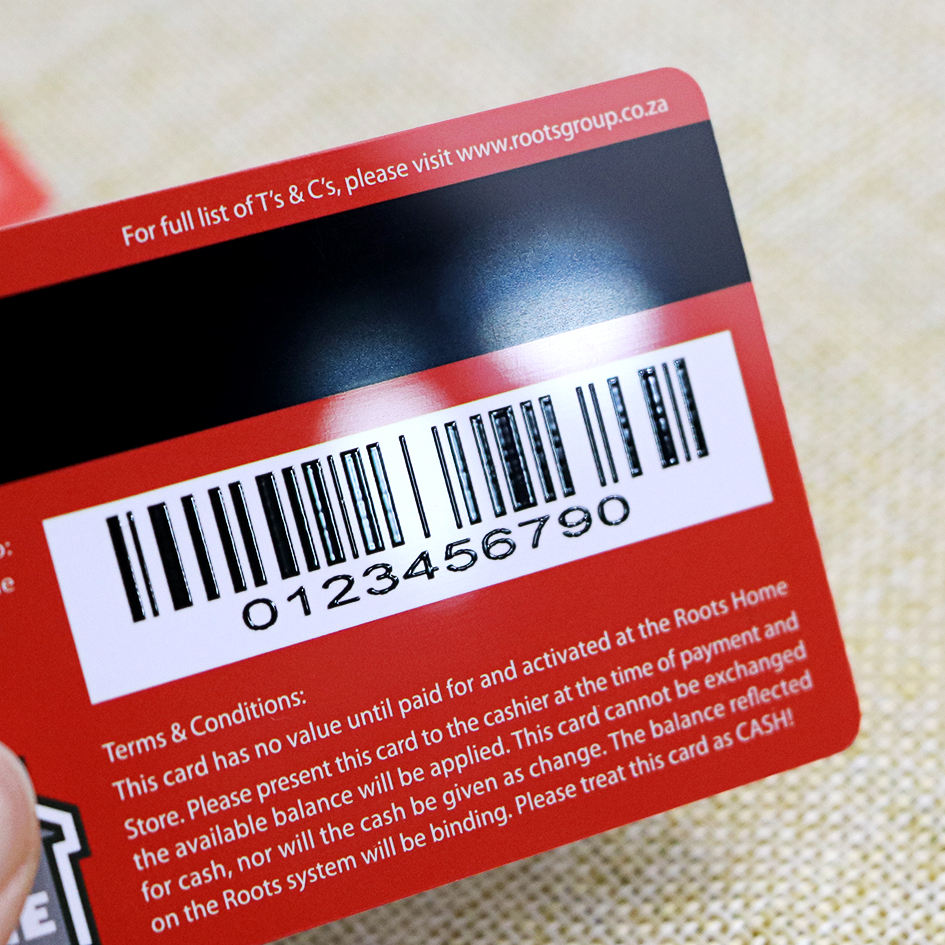 For full list of T's & C's, please visit www.rootsgroup.co.za
0123456790
Terms & Conditions:
This card has no value until paid for and activated at the Roots Home
Store. Please present this card to the cashier at the time of payment and
the available balance will be applied. This card cannot be exchanged
for cash, nor will the cash be given as change. The balance reflected
on the Roots system will be binding. Please treat this card as CASH!